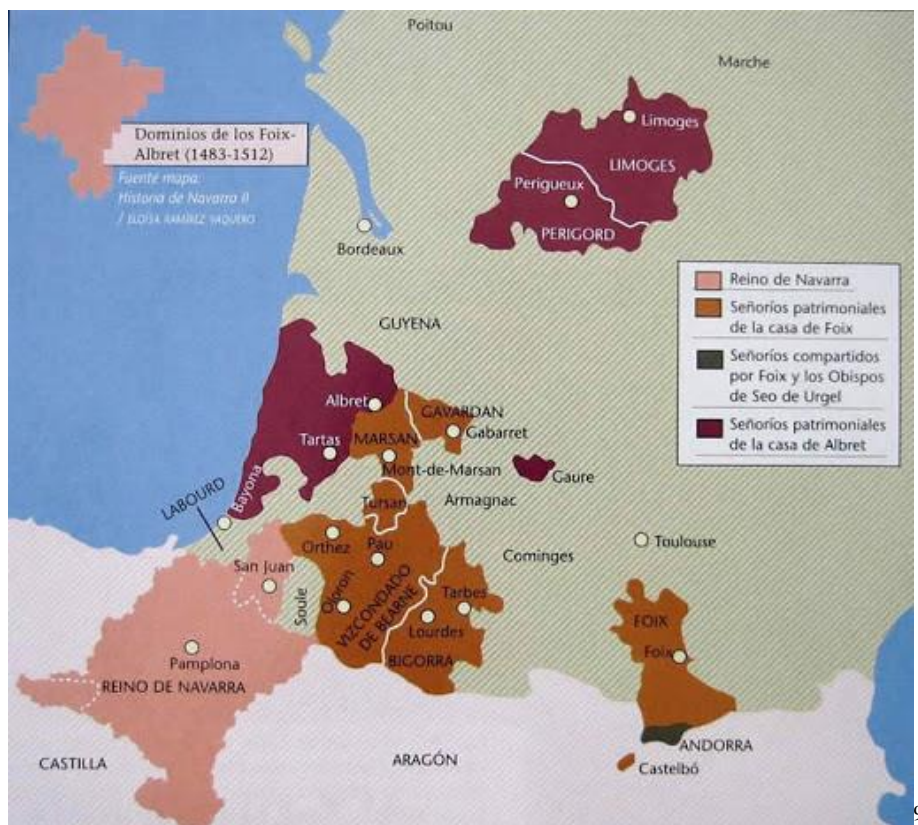 Poitou
Marche
Dominios de los Foix-
Albret (1483-1512)
Fuente mapa:
Historia de Navarra II
/ ELOÍSA RAMÍREZ VAQUERO
Limoges
LIMOGES
Perigueux
PERIGORD
Bordeaux
GUYENA
Reino de Navarra
Señoríos patrimoniales
de la casa de Foix
Señoríos compartidos
por Foix y los Obispos
de Seo de Urgel
Señoríos patrimoniales
de la casa de Albret
Albret
GAVARDAN
Tartas
MARSAN
Gabarret
Mont-de-Marsan
Gaure
LABOURD
Bayona
Tursan
Armagnac
Orthez
Pau
Cominges
Toulouse
San Juan
Soule
Oloron
VIZCONDADO
DE BEARNE
Tarbes
Lourdes
BIGORRA
FOIX
Foix
Pamplona
REINO DE NAVARRA
CASTILLA
ARAGÓN
ANDORRA
Castelbó